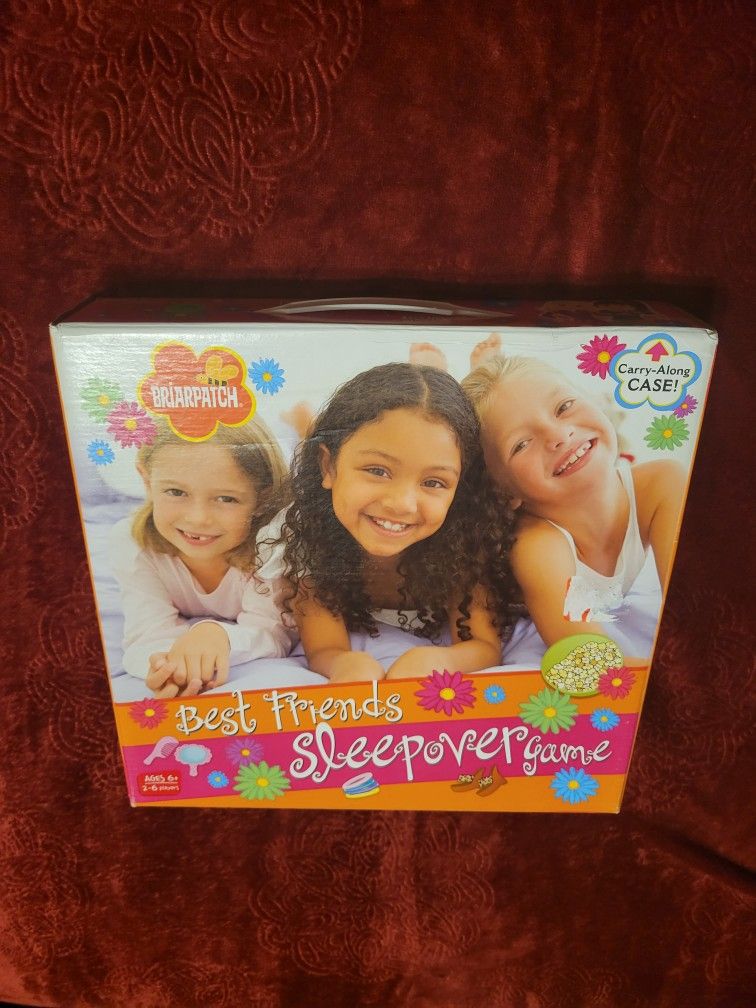 BRIARPATCH®
Carry-Along
CASE!
Best Friends
sleepover game
AGES 6+
2-6 players